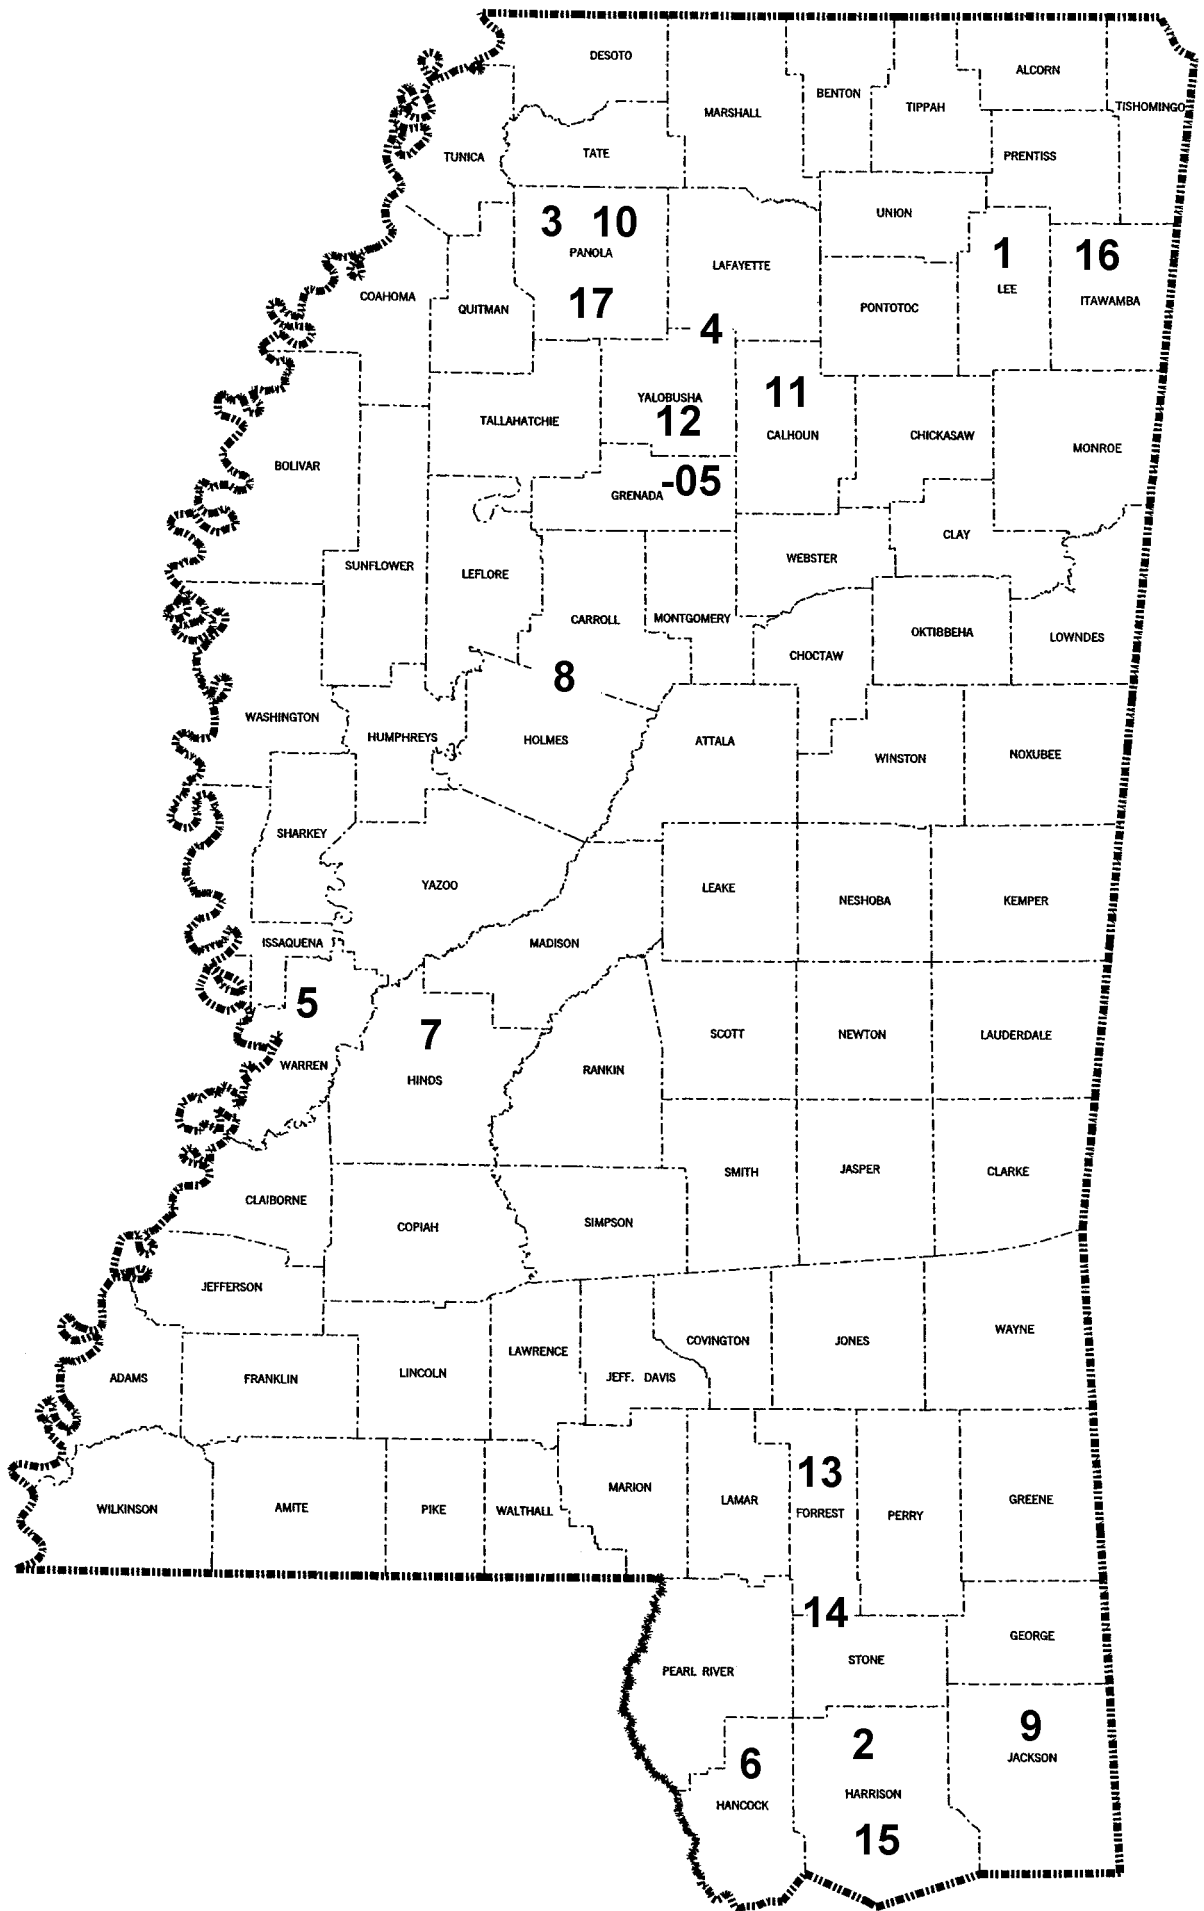 DESOTO
ALCORN
BENTON
TIPPAH
MARSHALL
TISHOMINGO
TUNICA
TATE
PRENTISS
UNION
3 10
PANOLA
LAFAYETTE
1
16
LEE
ITAWAMBA
COAHOMA
QUITMAN
17
PONTOTOC
4
YALOBUSHA
12
11
CALHOUN
TALLAHATCHIE
CHICKASAW
MONROE
BOLIVAR
GRENADA
-05
CLAY
SUNFLOWER
LEFLORE
WEBSTER
CARROLL
MONTGOMERY
OKTIBBEHA
LOWNDES
CHOCTAW
8
WASHINGTON
HUMPHREYS
HOLMES
ATTALA
WINSTON
NOXUBEE
SHARKEY
YAZOO
LEAKE
NESHOBA
KEMPER
ISSAQUENA
MADISON
5
7
SCOTT
NEWTON
LAUDERDALE
WARREN
HINDS
RANKIN
SMITH
JASPER
CLARKE
CLAIBORNE
COPIAH
SIMPSON
JEFFERSON
WAYNE
COVINGTON
JONES
LAWRENCE
ADAMS
FRANKLIN
LINCOLN
JEFF. DAVIS
13
MARION
LAMAR
FORREST
PERRY
GREENE
WILKINSON
AMITE
PIKE
WALTHALL
14
GEORGE
STONE
PEARL RIVER
9
JACKSON
2
6
HARRISON
HANCOCK
15